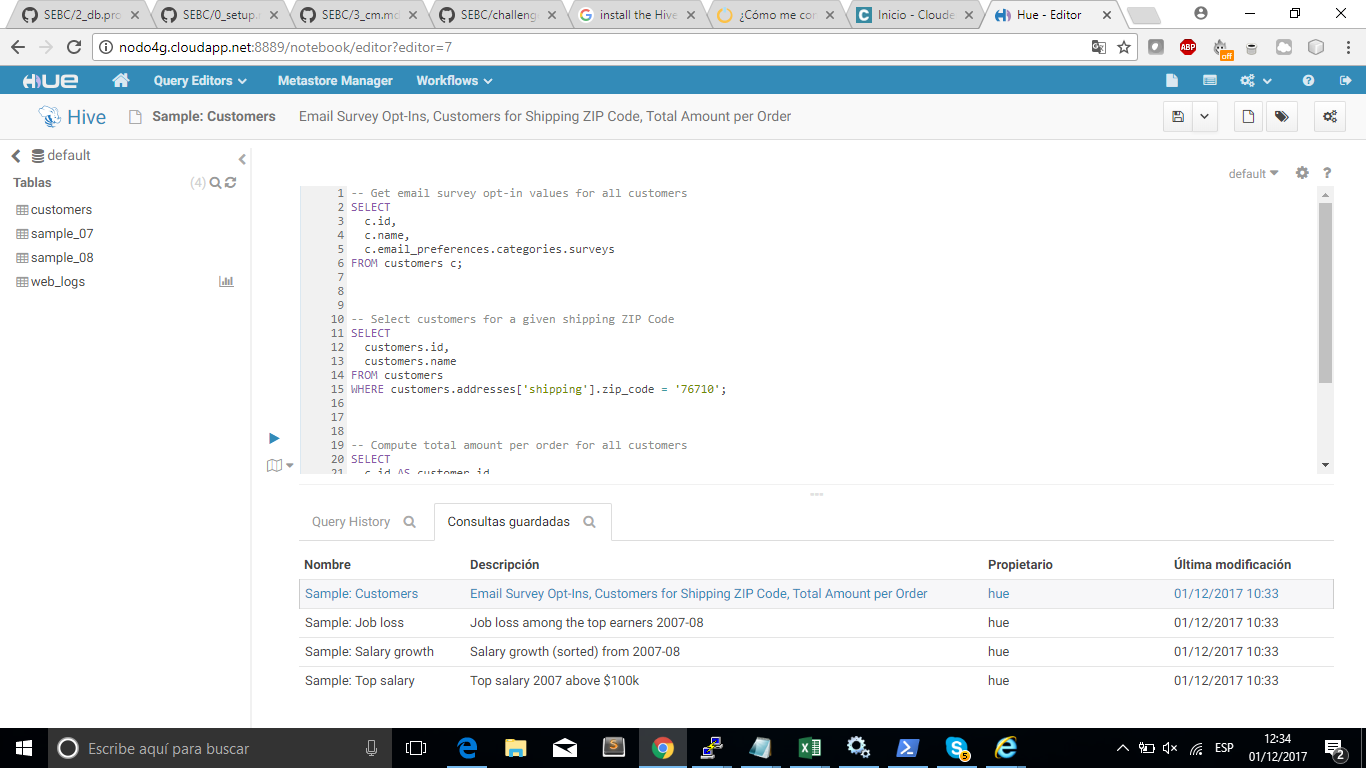 SEBC/2_db.pro
SEBC/0_setup.
SEBC/3_cm.md
SEBC/challeng
install the Hive
¿Cómo me con
Inicio - Cloude
Hue - Editor
nodo4g.cloudapp.net:8889/notebook/editor?editor=7
ABP
off
HUE
Query Editors
Metastore Manager
Workflows
Hive
Sample: Customers
Email Survey Opt-Ins, Customers for Shipping ZIP Code, Total Amount per Order
default
Tablas
(4)
customers
sample_07
sample_08
web_logs
default
?
1 -- Get email survey opt-in values for all customers
2 SELECT
3 c.id,
4 c.name,
5 c.email_preferences.categories.surveys
6 FROM customers c;
7
8
9
10 -- Select customers for a given shipping ZIP Code
11 SELECT
12 customers.id,
13 customers.name
14 FROM customers
15 WHERE customers.addresses['shipping'].zip_code = '76710';
16
17
18
19 -- Compute total amount per order for all customers
20 SELECT
21 c.id AS customer_id,
Query History
Consultas guardadas
Nombre Descripción Propietario Última modificación
Sample: Customers Email Survey Opt-Ins, Customers for Shipping ZIP Code, Total Amount per Order hue 01/12/2017 10:33
Sample: Job loss Job loss among the top earners 2007-08 hue 01/12/2017 10:33
Sample: Salary growth Salary growth (sorted) from 2007-08 hue 01/12/2017 10:33
Sample: Top salary Top salary 2007 above $100k hue 01/12/2017 10:33
Escribe aquí para buscar
5
ESP
12:34
01/12/2017
2